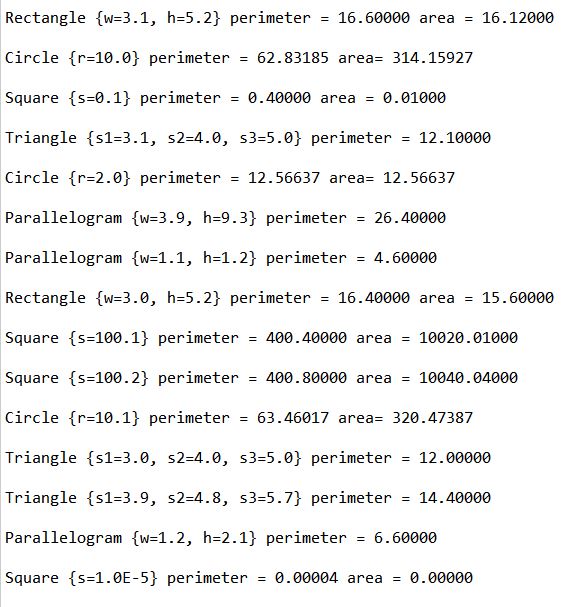 Rectangle {w=3.1, h=5.2} perimeter = 16.60000 area = 16.12000
Circle {r=10.0} perimeter = 62.83185 area= 314.15927
Square {s=0.1} perimeter = 0.40000 area = 0.01000
Triangle {s1=3.1, s2=4.0, s3=5.0} perimeter = 12.10000
Circle {r=2.0} perimeter = 12.56637 area= 12.56637
Parallelogram {w=3.9, h=9.3} perimeter = 26.40000
Parallelogram {w=1.1, h=1.2} perimeter = 4.60000
Rectangle {w=3.0, h=5.2} perimeter = 16.40000 area = 15.60000
Square {s=100.1} perimeter = 400.40000 area = 10020.01000
Square {s=100.2} perimeter = 400.80000 area = 10040.04000
Circle {r=10.1} perimeter = 63.46017 area= 320.47387
Triangle {s1=3.0, s2=4.0, s3=5.0} perimeter = 12.00000
Triangle {s1=3.9, s2=4.8, s3=5.7} perimeter = 14.40000
Parallelogram {w=1.2, h=2.1} perimeter = 6.60000
Square {s=1.0E-5} perimeter = 0.00004 area = 0.00000